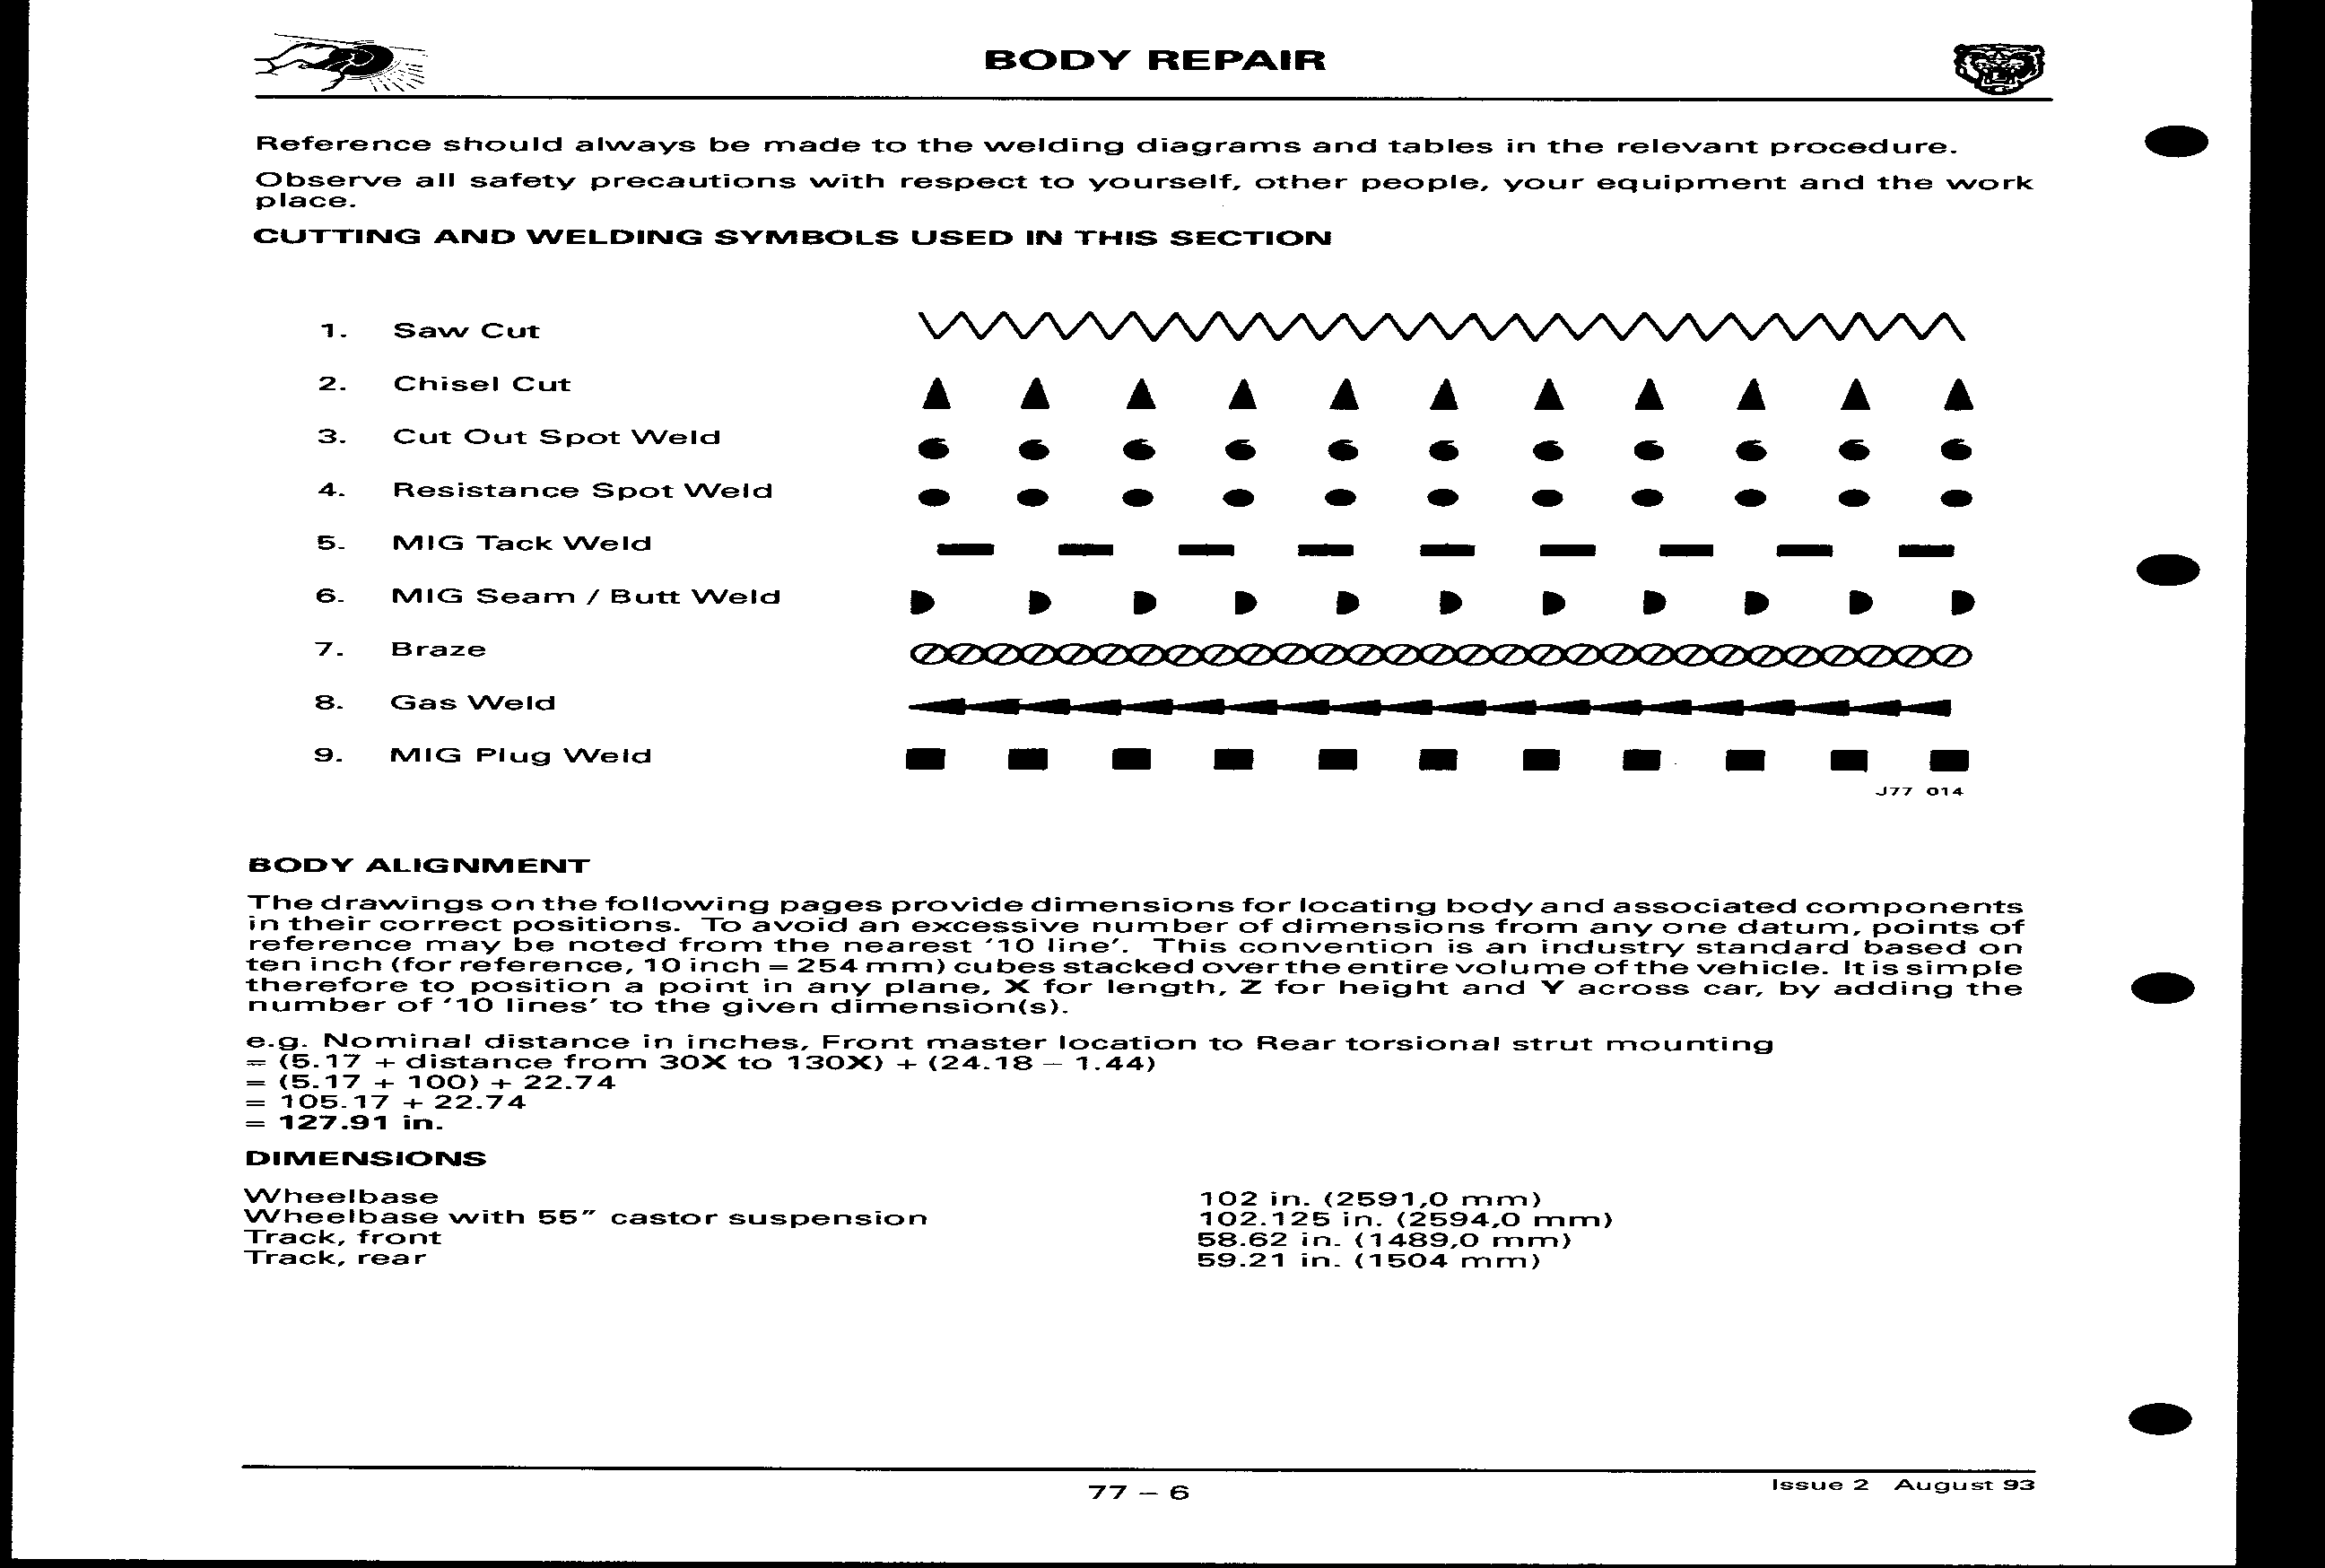 BODY REPAIR
Reference should always be made to the welding diagrams and tables in the relevant procedure.
Observe all safety precautions with respect to yourself, other people, your equipment and the work
place.
CUTTING AND WELDING SYMBOLS USED IN THIS SECTION
1. Saw Cut
2. Chisel Cut
3. Cut Out Spot Weld
4. Resistance Spot Weld
5. MIG Tack Weld
6. MIG Seam / Butt Weld
7. Braze
8. Gas Weld
9. MIG Plug Weld
J77 014
BODY ALIGNMENT
The drawings on the following pages provide dimensions for locating body and associated components
in their correct positions. To avoid an excessive number of dimensions from any one datum, points of
reference may be noted from the nearest '10 line'. This convention is an industry standard based on
ten inch (for reference, 10 inch = 254 mm) cubes stacked over the entire volume of the vehicle. It is simple
therefore to position a point in any plane, X for length, Z for height and Y across car, by adding the
number of '10 lines' to the given dimension(s).
e.g. Nominal distance in inches, Front master location to Rear torsional strut mounting
= (5.17 + distance from 30X to 130X) + (24.18 – 1.44)
= (5.17 + 100) + 22.74
= 105.17 + 22.74
= 127.91 in.
DIMENSIONS
Wheelbase 102 in. (2591,0 mm)
Wheelbase with 55″ castor suspension 102.125 in. (2594,0 mm)
Track, front 58.62 in. (1489,0 mm)
Track, rear 59.21 in. (1504 mm)
77 – 6
Issue 2 August 93